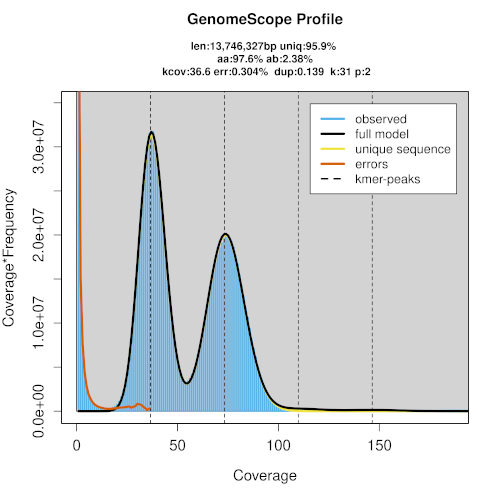 GenomeScope Profile
len:13,746,327bp uniq:95.9%
aa:97.6% ab:2.38%
kcov:36.6 err:0.304% dup:0.139 k:31 p:2
observed
full model
unique sequence
errors
kmer-peaks
Coverage*Frequency
3.0e+07
2.0e+07
1.0e+07
0.0e+00
0 50 100 150
Coverage